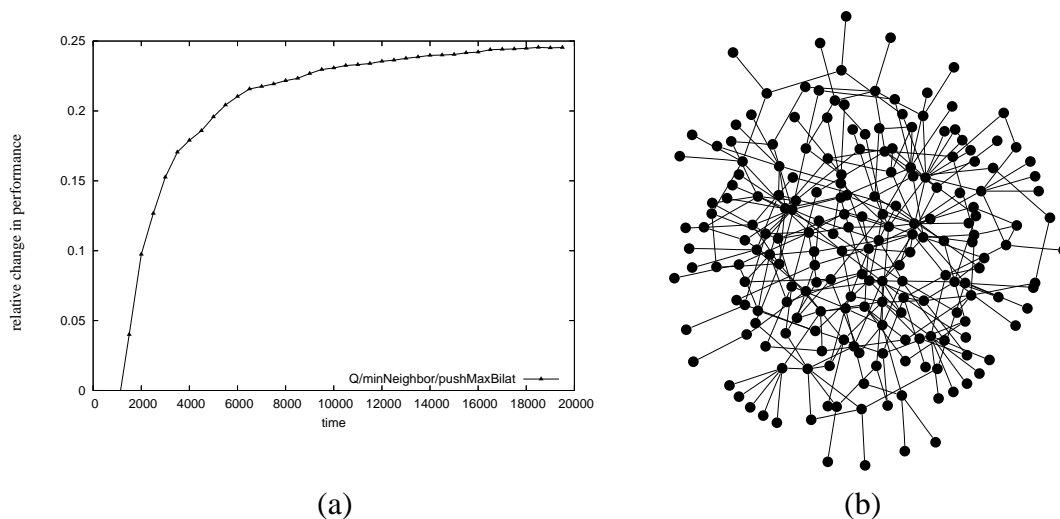 0.25
0.2
0.15
0.1
0.05
0
relative change in performance
Q/minNeighbor/pushMaxBilat
0 2000 4000 6000 8000 10000 12000 14000 16000 18000 20000
time
(a) (b)